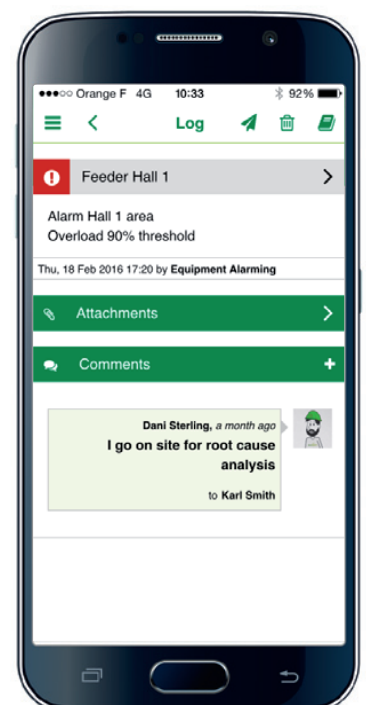 Orange F 4G 10:33 92%
Log
Feeder Hall 1
Alarm Hall 1 area
Overload 90% threshold
Thu, 18 Feb 2016 17:20 by Equipment Alarming
Attachments
Comments
Dani Sterling, a month ago
I go on site for root cause
analysis
to Karl Smith